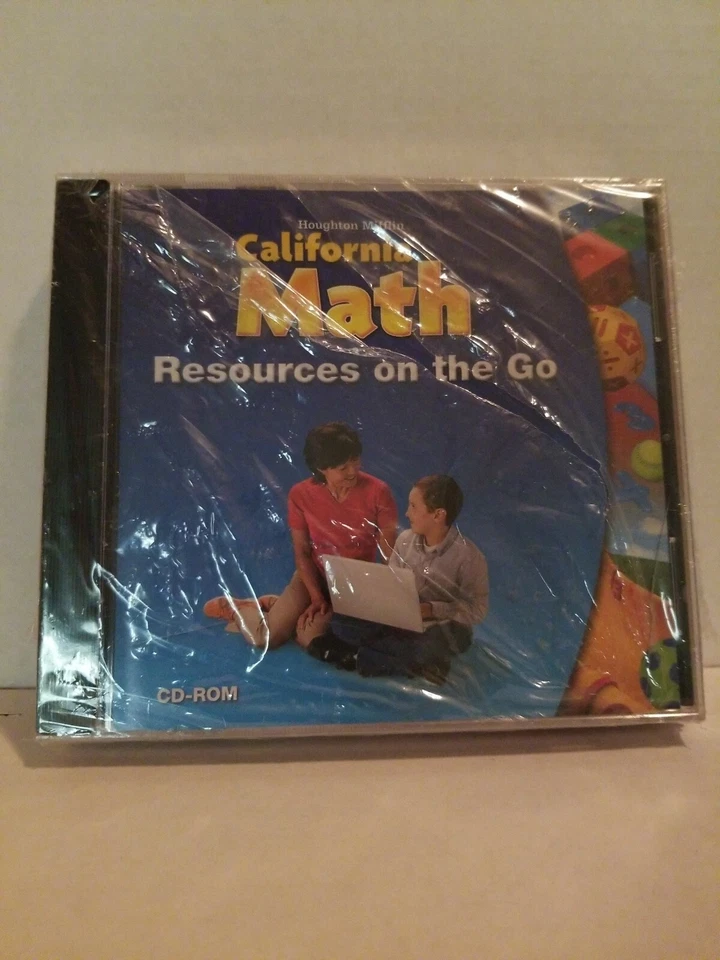 Houghton Mifflin
California
Math
Resources on the Go
CD-ROM